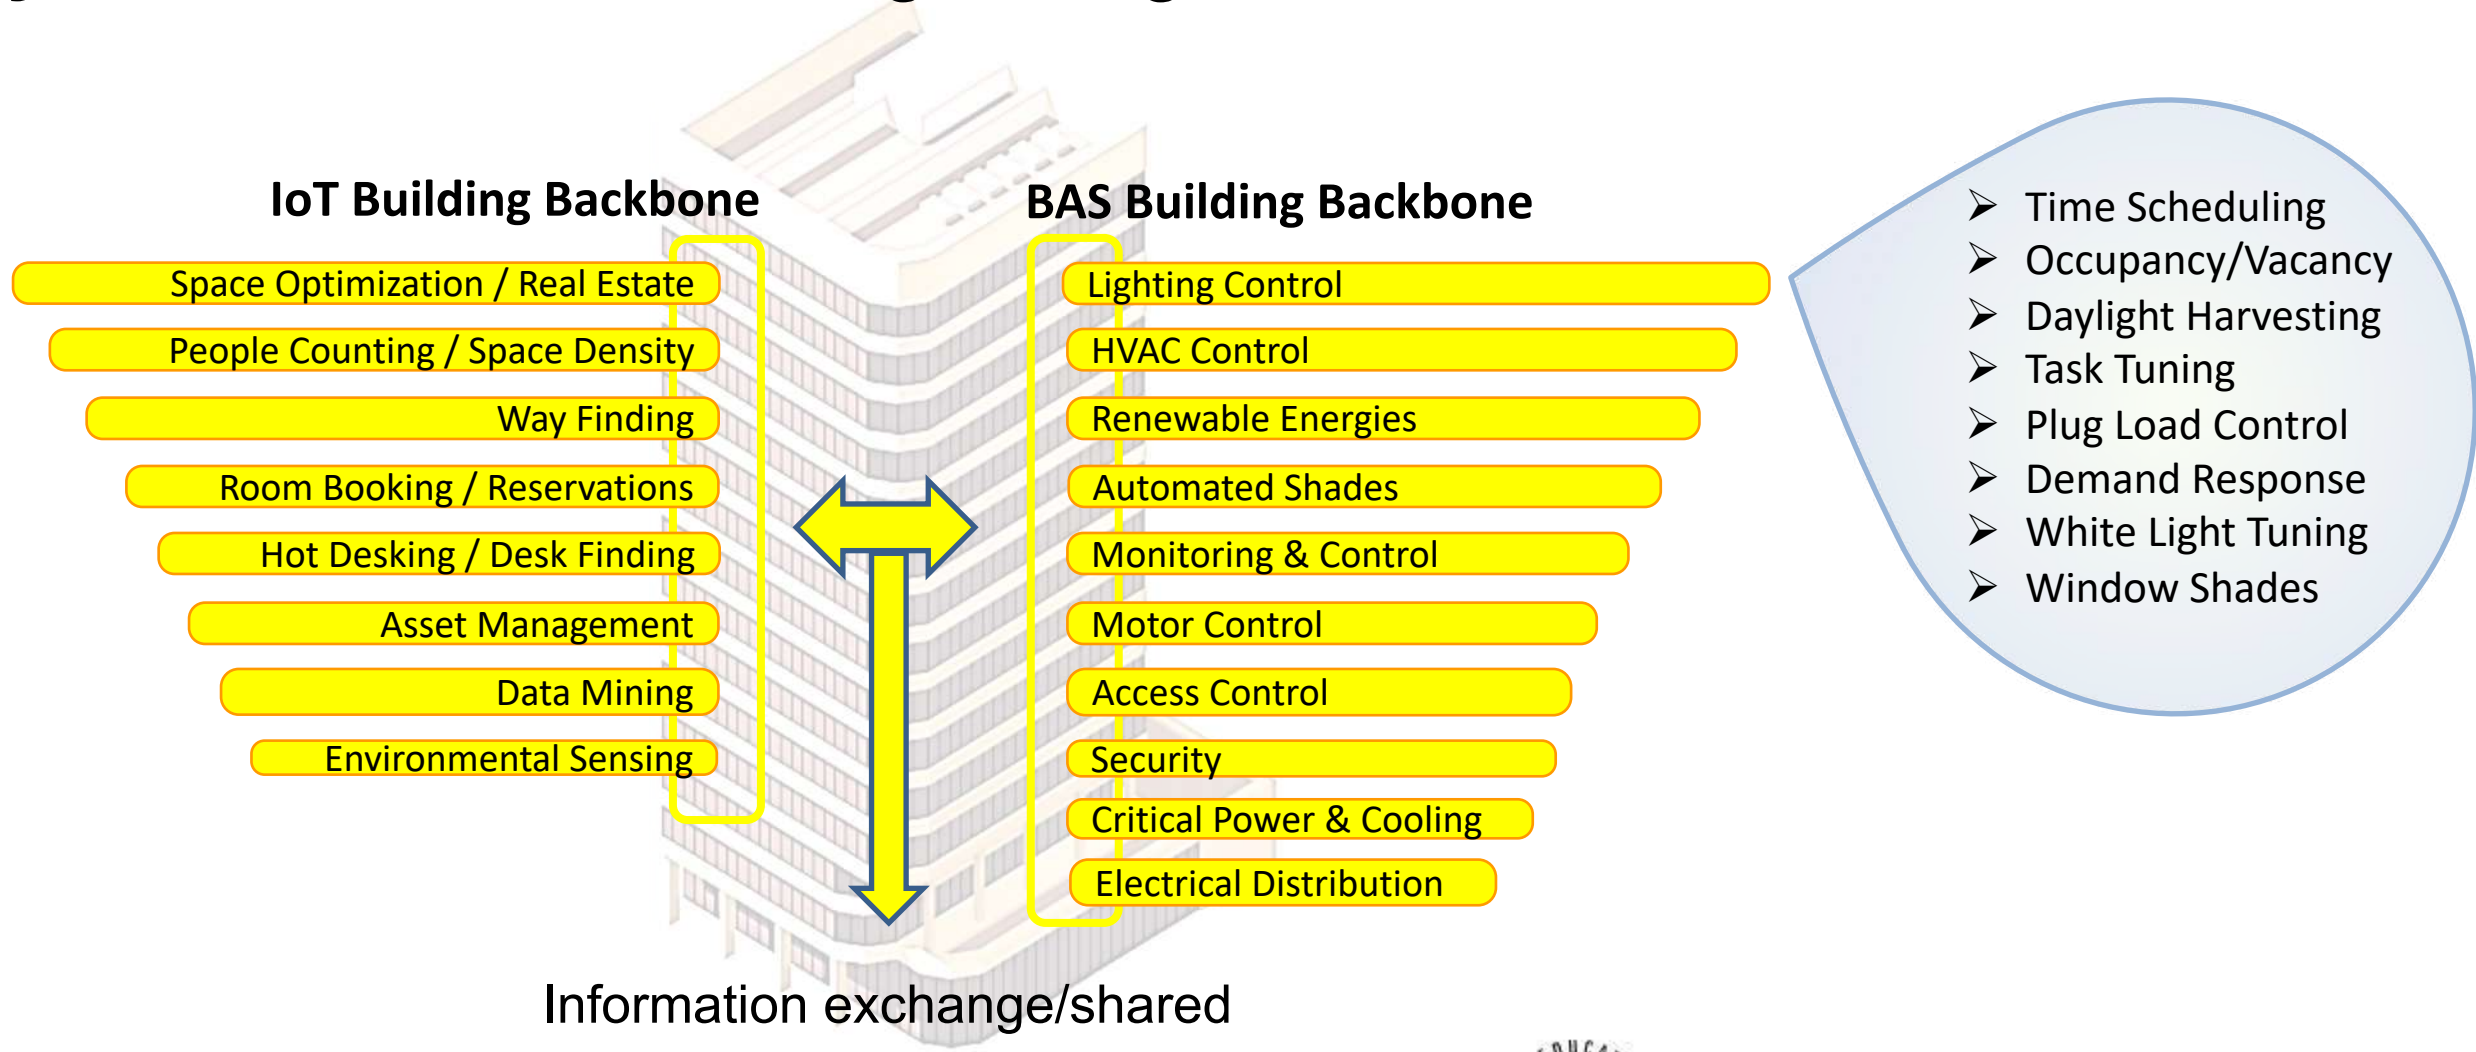 IoT Building Backbone
Space Optimization / Real Estate
People Counting / Space Density
Way Finding
Room Booking / Reservations
Hot Desking / Desk Finding
Asset Management
Data Mining
Environmental Sensing
BAS Building Backbone
Lighting Control
HVAC Control
Renewable Energies
Automated Shades
Monitoring & Control
Motor Control
Access Control
Security
Critical Power & Cooling
Electrical Distribution
➢ Time Scheduling
➢ Occupancy/Vacancy
➢ Daylight Harvesting
➢ Task Tuning
➢ Plug Load Control
➢ Demand Response
➢ White Light Tuning
➢ Window Shades
Information exchange/shared